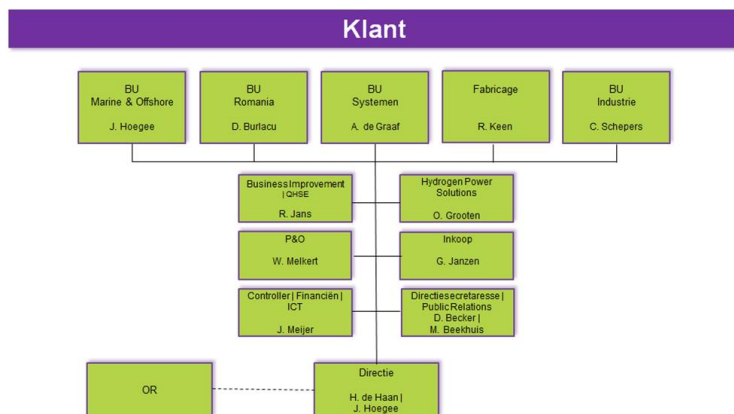 Klant
BU
Marine & Offshore
J. Hoegee
BU
Romania
D. Burlacu
BU
Systemen
A. de Graaf
Fabricage
R. Keen
BU
Industrie
C. Schepers
Business Improvement
| QHSE
R. Jans
Hydrogen Power
Solutions
O. Grooten
P&O
W. Melkert
Inkoop
G. Janzen
Controller | Financiën |
ICT
J. Meijer
Directiesecretaresse |
Public Relations
D. Becker |
M. Beekhuis
OR
Directie
H. de Haan |
J. Hoegee